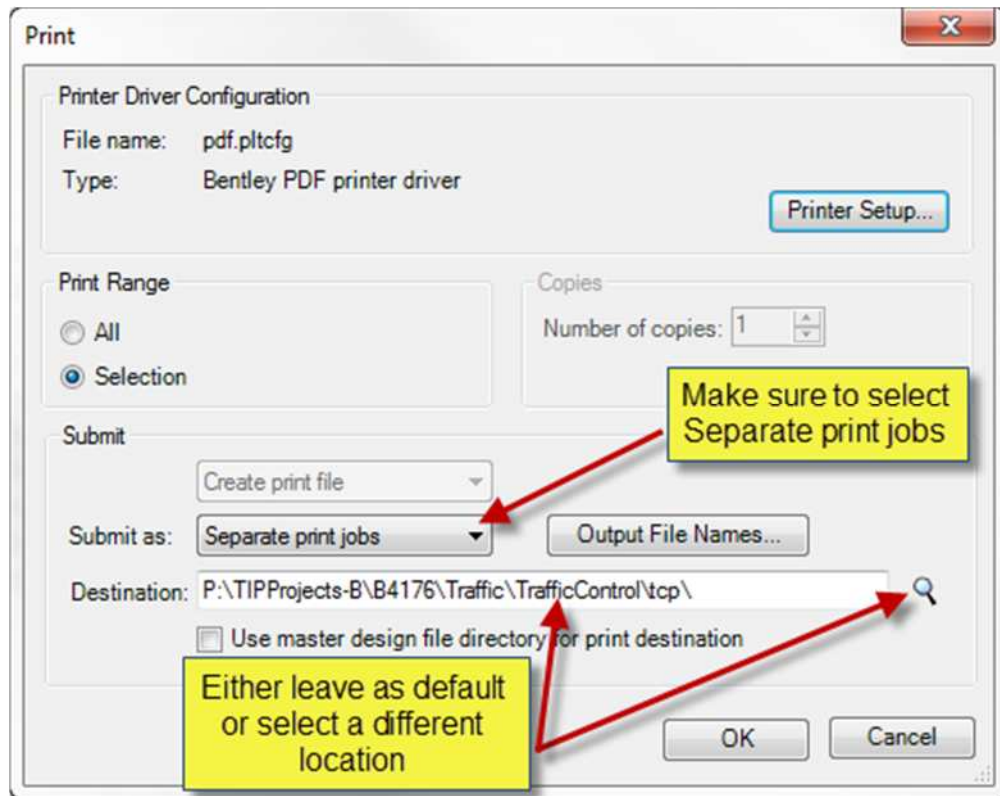 Print
Printer Driver Configuration
File name: pdf.pltcfg
Type: Bentley PDF printer driver
Printer Setup...
Print Range
All
Selection
Copies
Number of copies: 1
Make sure to select
Separate print jobs
Submit
Create print file
Submit as: Separate print jobs
Output File Names...
Destination: P:\TIPProjects-B\B4176\Traffic\TrafficControl\tcp\
Use master design file directory for print destination
Either leave as default
or select a different
location
OK
Cancel